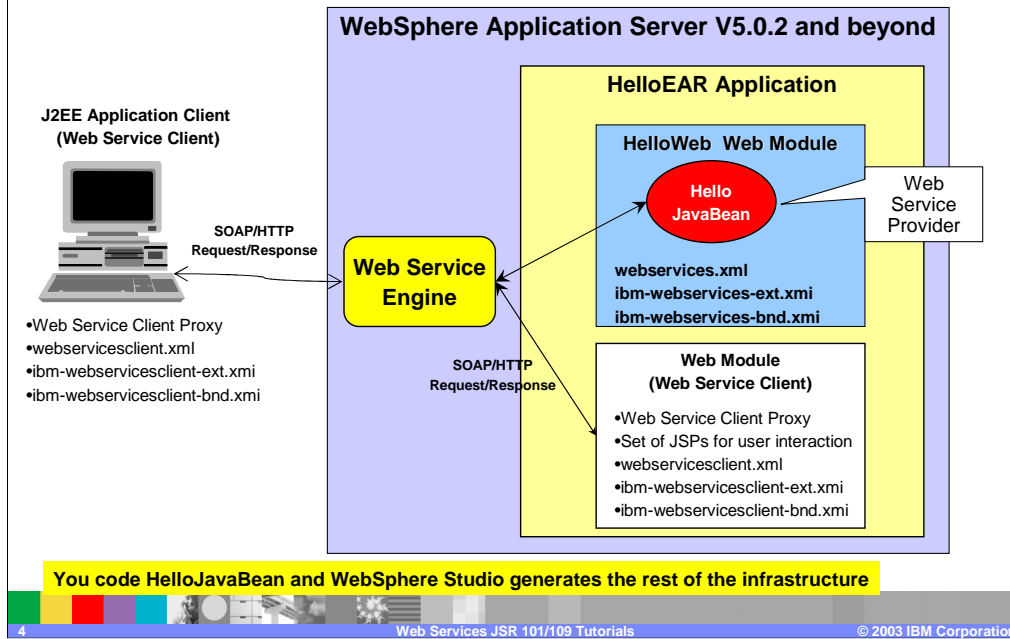 WebSphere Application Server V5.0.2 and beyond
HelloEAR Application
J2EE Application Client
(Web Service Client)
HelloWeb Web Module
Hello
JavaBean
Web
Service
Provider
SOAP/HTTP
Request/Response
Web Service
Engine
webservices.xml
ibm-webservices-ext.xmi
ibm-webservices-bnd.xmi
•Web Service Client Proxy
•webservicesclient.xml
•ibm-webservicesclient-ext.xmi
•ibm-webservicesclient-bnd.xmi
SOAP/HTTP
Request/Response
Web Module
(Web Service Client)
•Web Service Client Proxy
•Set of JSPs for user interaction
•webservicesclient.xml
•ibm-webservicesclient-ext.xmi
•ibm-webservicesclient-bnd.xmi
You code HelloJavaBean and WebSphere Studio generates the rest of the infrastructure
4
Web Services JSR 101/109 Tutorials
© 2003 IBM Corporation